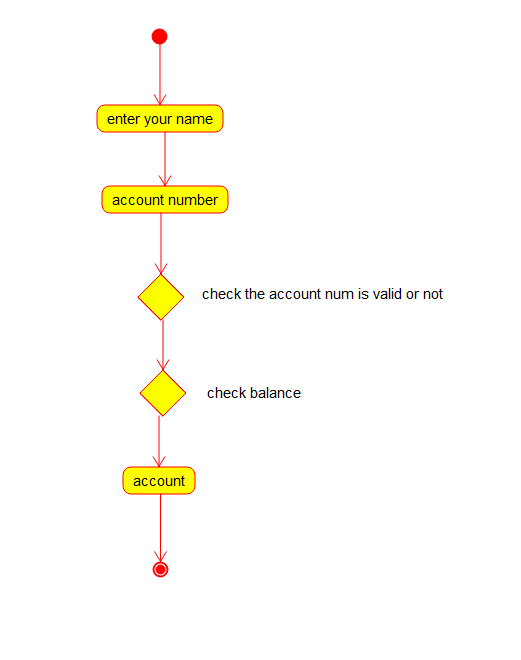 enter your name
account number
check the account num is valid or not
check balance
account